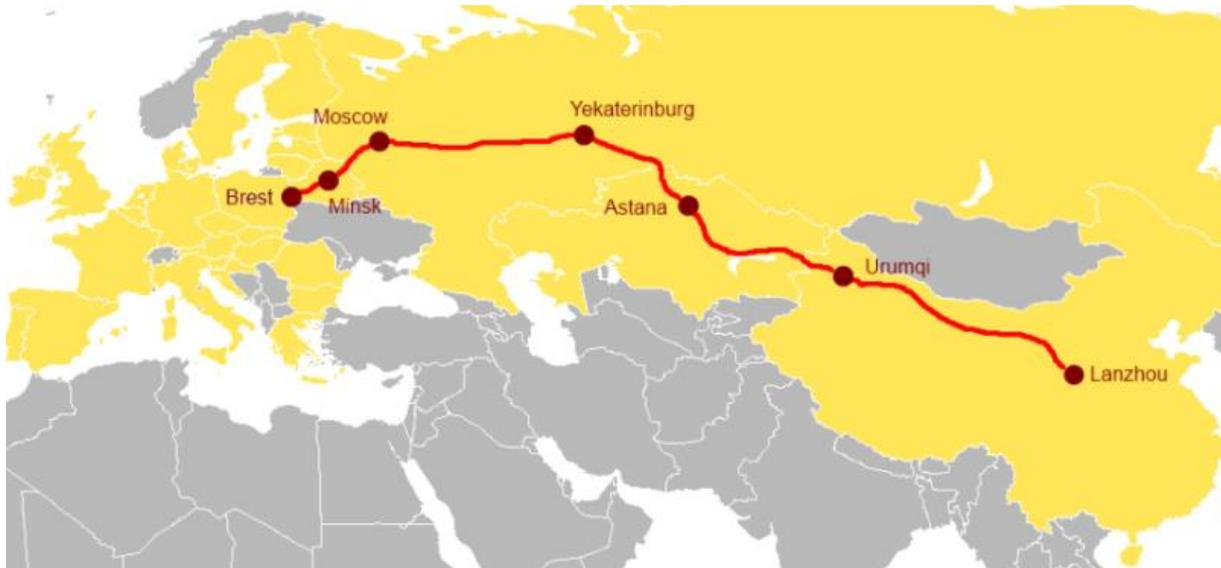 Yekaterinburg
Moscow
Brest
Minsk
Astana
Urumqi
Lanzhou